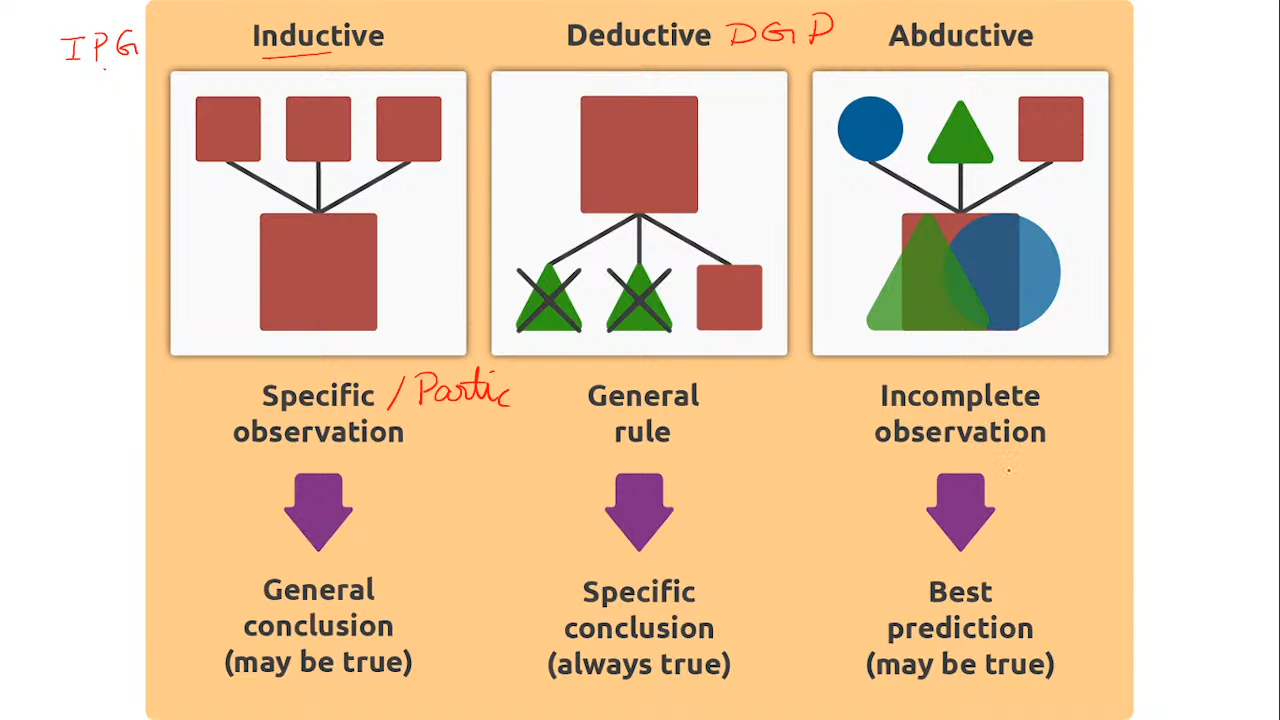 IPG
Inductive
Deductive DGP
Abductive
Specific / Partic
observation
General
rule
Incomplete
observation
General
conclusion
(may be true)
Specific
conclusion
(always true)
Best
prediction
(may be true)